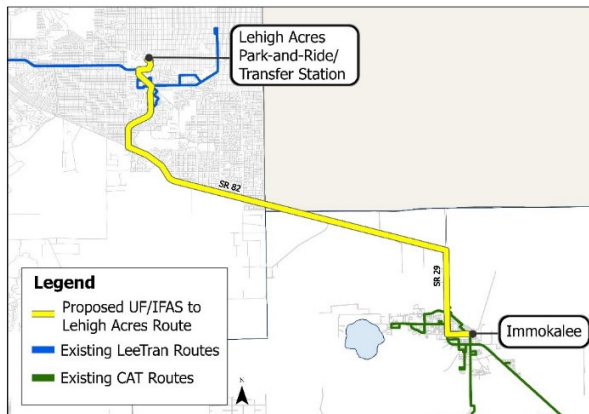 Lehigh Acres
Park-and-Ride/
Transfer Station
SR 82
SR 29
Immokalee
Legend
Proposed UF/IFAS to
Lehigh Acres Route
Existing LeeTran Routes
Existing CAT Routes
N